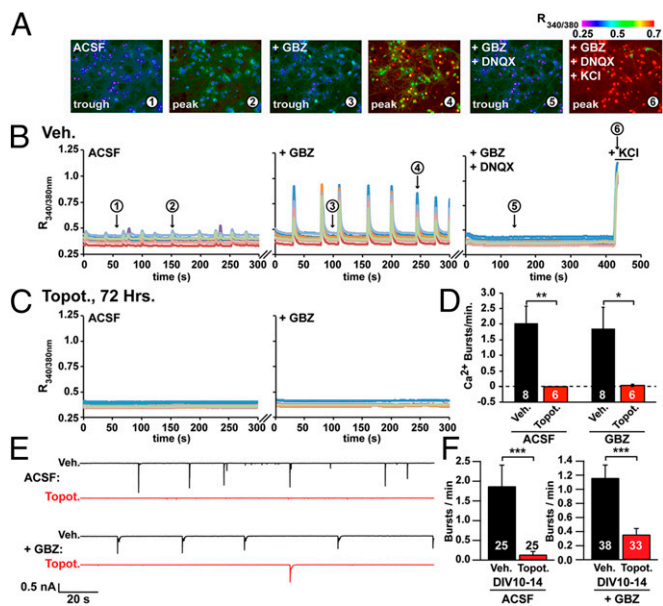 A
R340/380
0.25 0.5 0.7
trough
1
peak
2
+ GBZ
trough
3
peak
4
+ GBZ
+ DNQX
trough
5
+ GBZ
+ DNQX
+ KCl
peak
6
B
Veh.
R340/380nm
1.25
1.0
0.75
0.50
0.25
ACSF
1
2
0 50 100 150 200 250 300
time (s)
+ GBZ
3
4
0 50 100 150 200 250 300
time (s)
+ GBZ
+ DNQX
5
6
+ KCl
0 100 200 300 400 500
time (s)
C
Topot., 72 Hrs.
R340/380nm
1.25
1.0
0.75
0.5
0.25
ACSF
0 50 100 150 200 250 300
time (s)
+ GBZ
0 50 100 150 200 250 300
time (s)
D
Ca2+ Bursts/min.
3.0
2.5
2.0
1.5
1.0
0.5
0
-0.5
**
*
8
6
8
6
Veh.
Topot.
Veh.
Topot.
ACSF
GBZ
E
Veh.
ACSF:
Topot.
Veh.
+ GBZ:
Topot.
0.5 nA
20 s
F
Bursts / min
2.5
2.0
1.5
1.0
0.5
0
***
25
25
Veh. Topot.
DIV10-14
ACSF
Bursts / min
1.4
1.2
1.0
0.8
0.6
0.4
0.2
0
***
38
33
Veh. Topot.
DIV10-14
+ GBZ